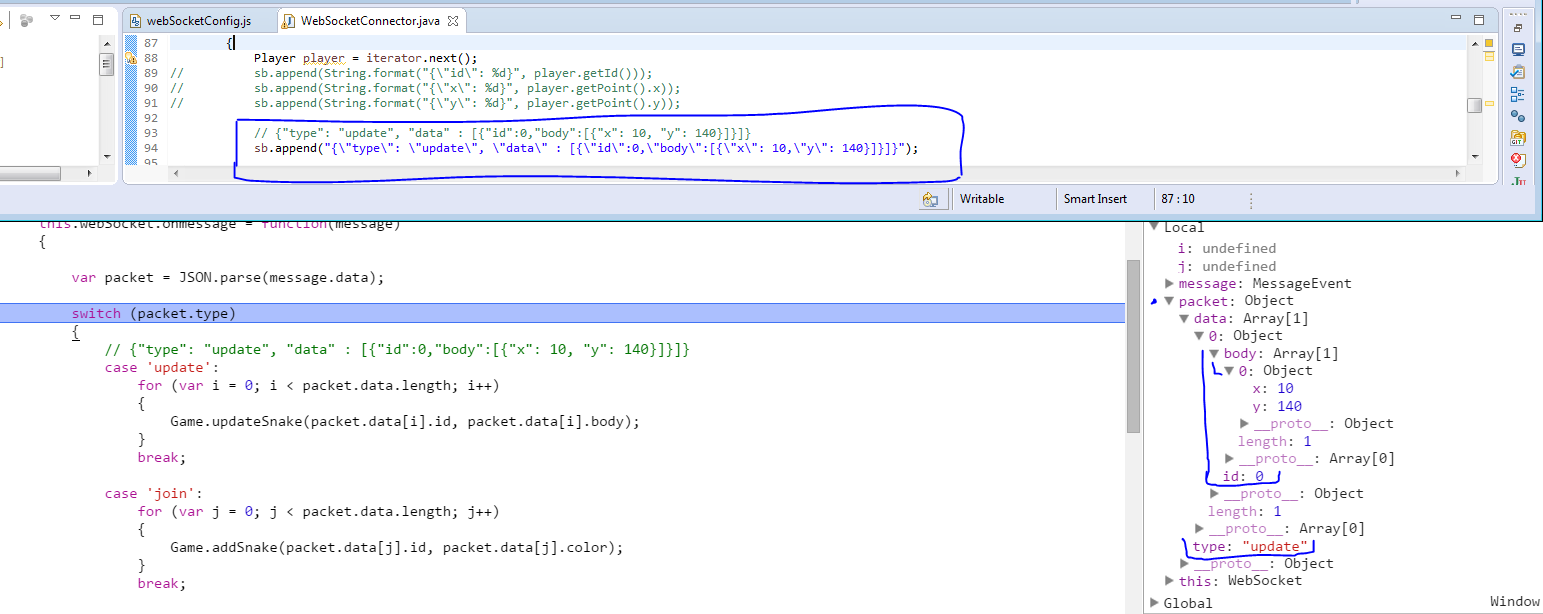 webSocketConfig.js WebSocketConnector.java
87 {
88 Player player = iterator.next();
89 // sb.append(String.format("{\"id\": %d}", player.getId()));
90 // sb.append(String.format("{\"x\": %d}", player.getPoint().x));
91 // sb.append(String.format("{\"y\": %d}", player.getPoint().y));
92
93 // {"type": "update", "data" : [{"id":0,"body":[{"x": 10, "y": 140}]}]}
94 sb.append("{\"type\": \"update\", \"data\" : [{\"id\":0,\"body\":[{\"x\": 10,\"y\": 140}]}]}");
95
Writable Smart Insert 87 : 10
GIT
this.webSocket.onmessage = function(message)
{
var packet = JSON.parse(message.data);
switch (packet.type)
{
// {"type": "update", "data" : [{"id":0,"body":[{"x": 10, "y": 140}]}]}
case 'update':
for (var i = 0; i < packet.data.length; i++)
{
Game.updateSnake(packet.data[i].id, packet.data[i].body);
}
break;
case 'join':
for (var j = 0; j < packet.data.length; j++)
{
Game.addSnake(packet.data[j].id, packet.data[j].color);
}
break;
Local
i: undefined
j: undefined
message: MessageEvent
packet: Object
data: Array[1]
0: Object
body: Array[1]
0: Object
x: 10
y: 140
__proto__: Object
length: 1
__proto__: Array[0]
id: 0
__proto__: Object
length: 1
__proto__: Array[0]
type: "update"
__proto__: Object
this: WebSocket
Global Window